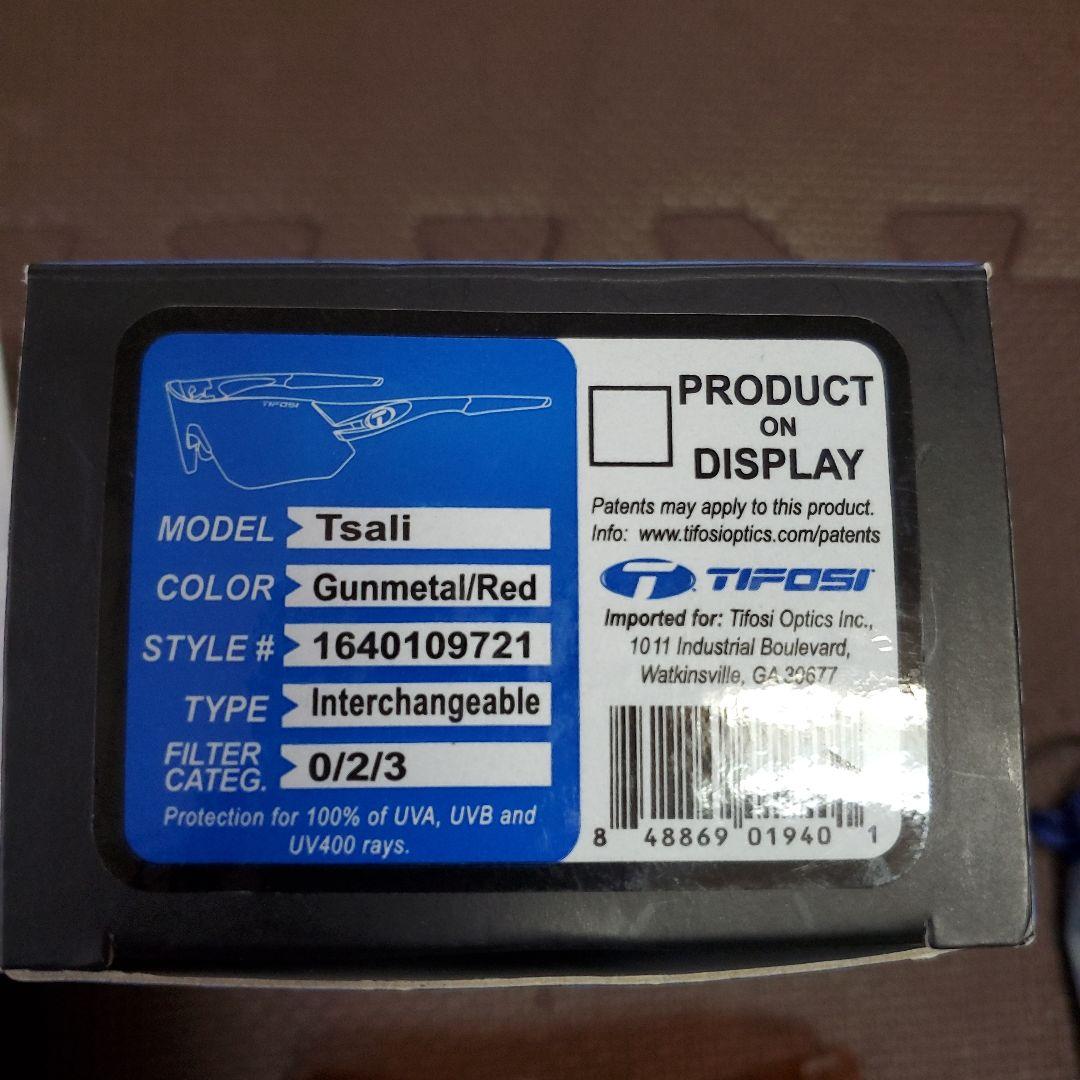 TIFOSI
MODEL Tsali
COLOR Gunmetal/Red
STYLE # 1640109721
TYPE Interchangeable
FILTER CATEG. 0/2/3
Protection for 100% of UVA, UVB and
UV400 rays.
PRODUCT
ON
DISPLAY
Patents may apply to this product.
Info: www.tifosioptics.com/patents
T TIFOSI
Imported for: Tifosi Optics Inc.,
1011 Industrial Boulevard,
Watkinsville, GA 30677
8 48869 01940 1